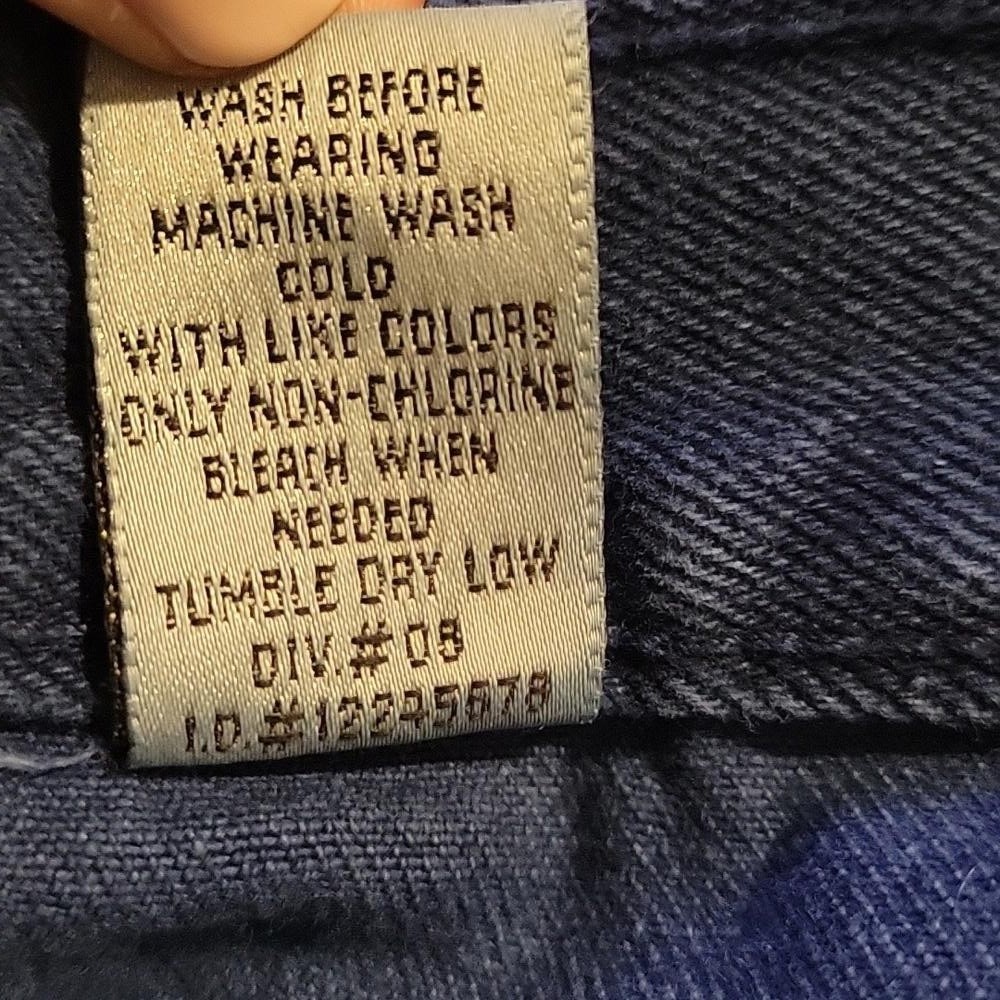 WASH BEFORE
WEARING
MACHINE WASH
COLD
WITH LIKE COLORS
ONLY NON-CHLORINE
BLEACH WHEN
NEEDED
TUMBLE DRY LOW
DIV.#08
I.D.#